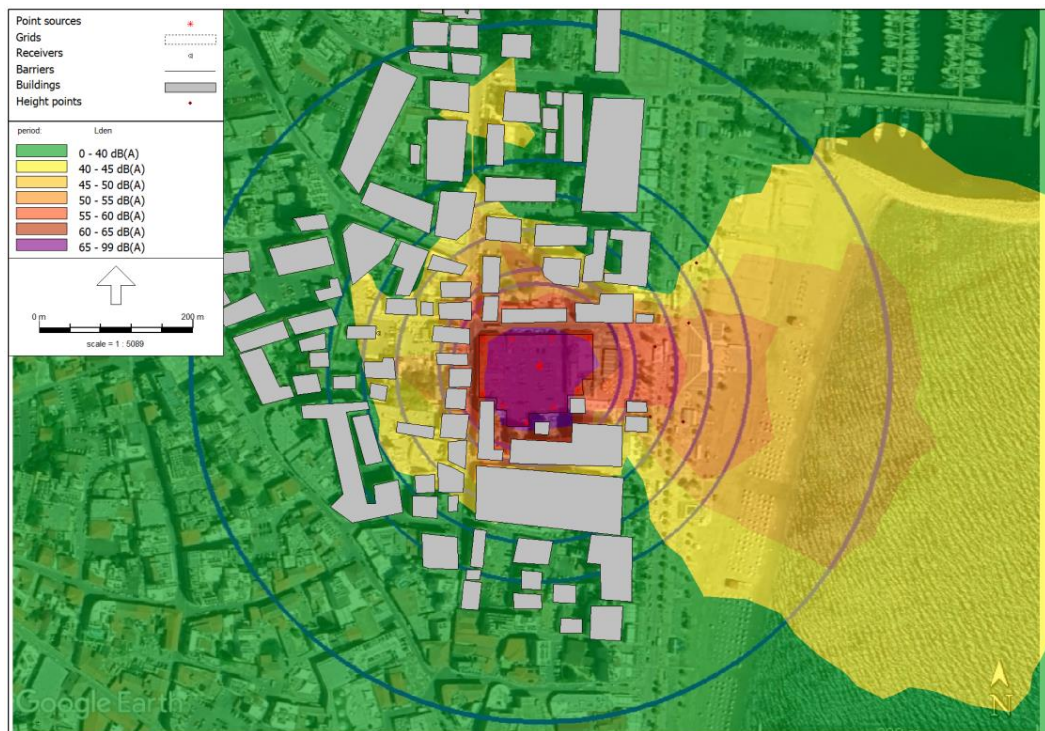 Point sources
Grids
Receivers
Barriers
Buildings
Height points
period: Lden
0 - 40 dB(A)
40 - 45 dB(A)
45 - 50 dB(A)
50 - 55 dB(A)
55 - 60 dB(A)
60 - 65 dB(A)
65 - 99 dB(A)
0 m 200 m
scale = 1 : 5089
Google Earth
N